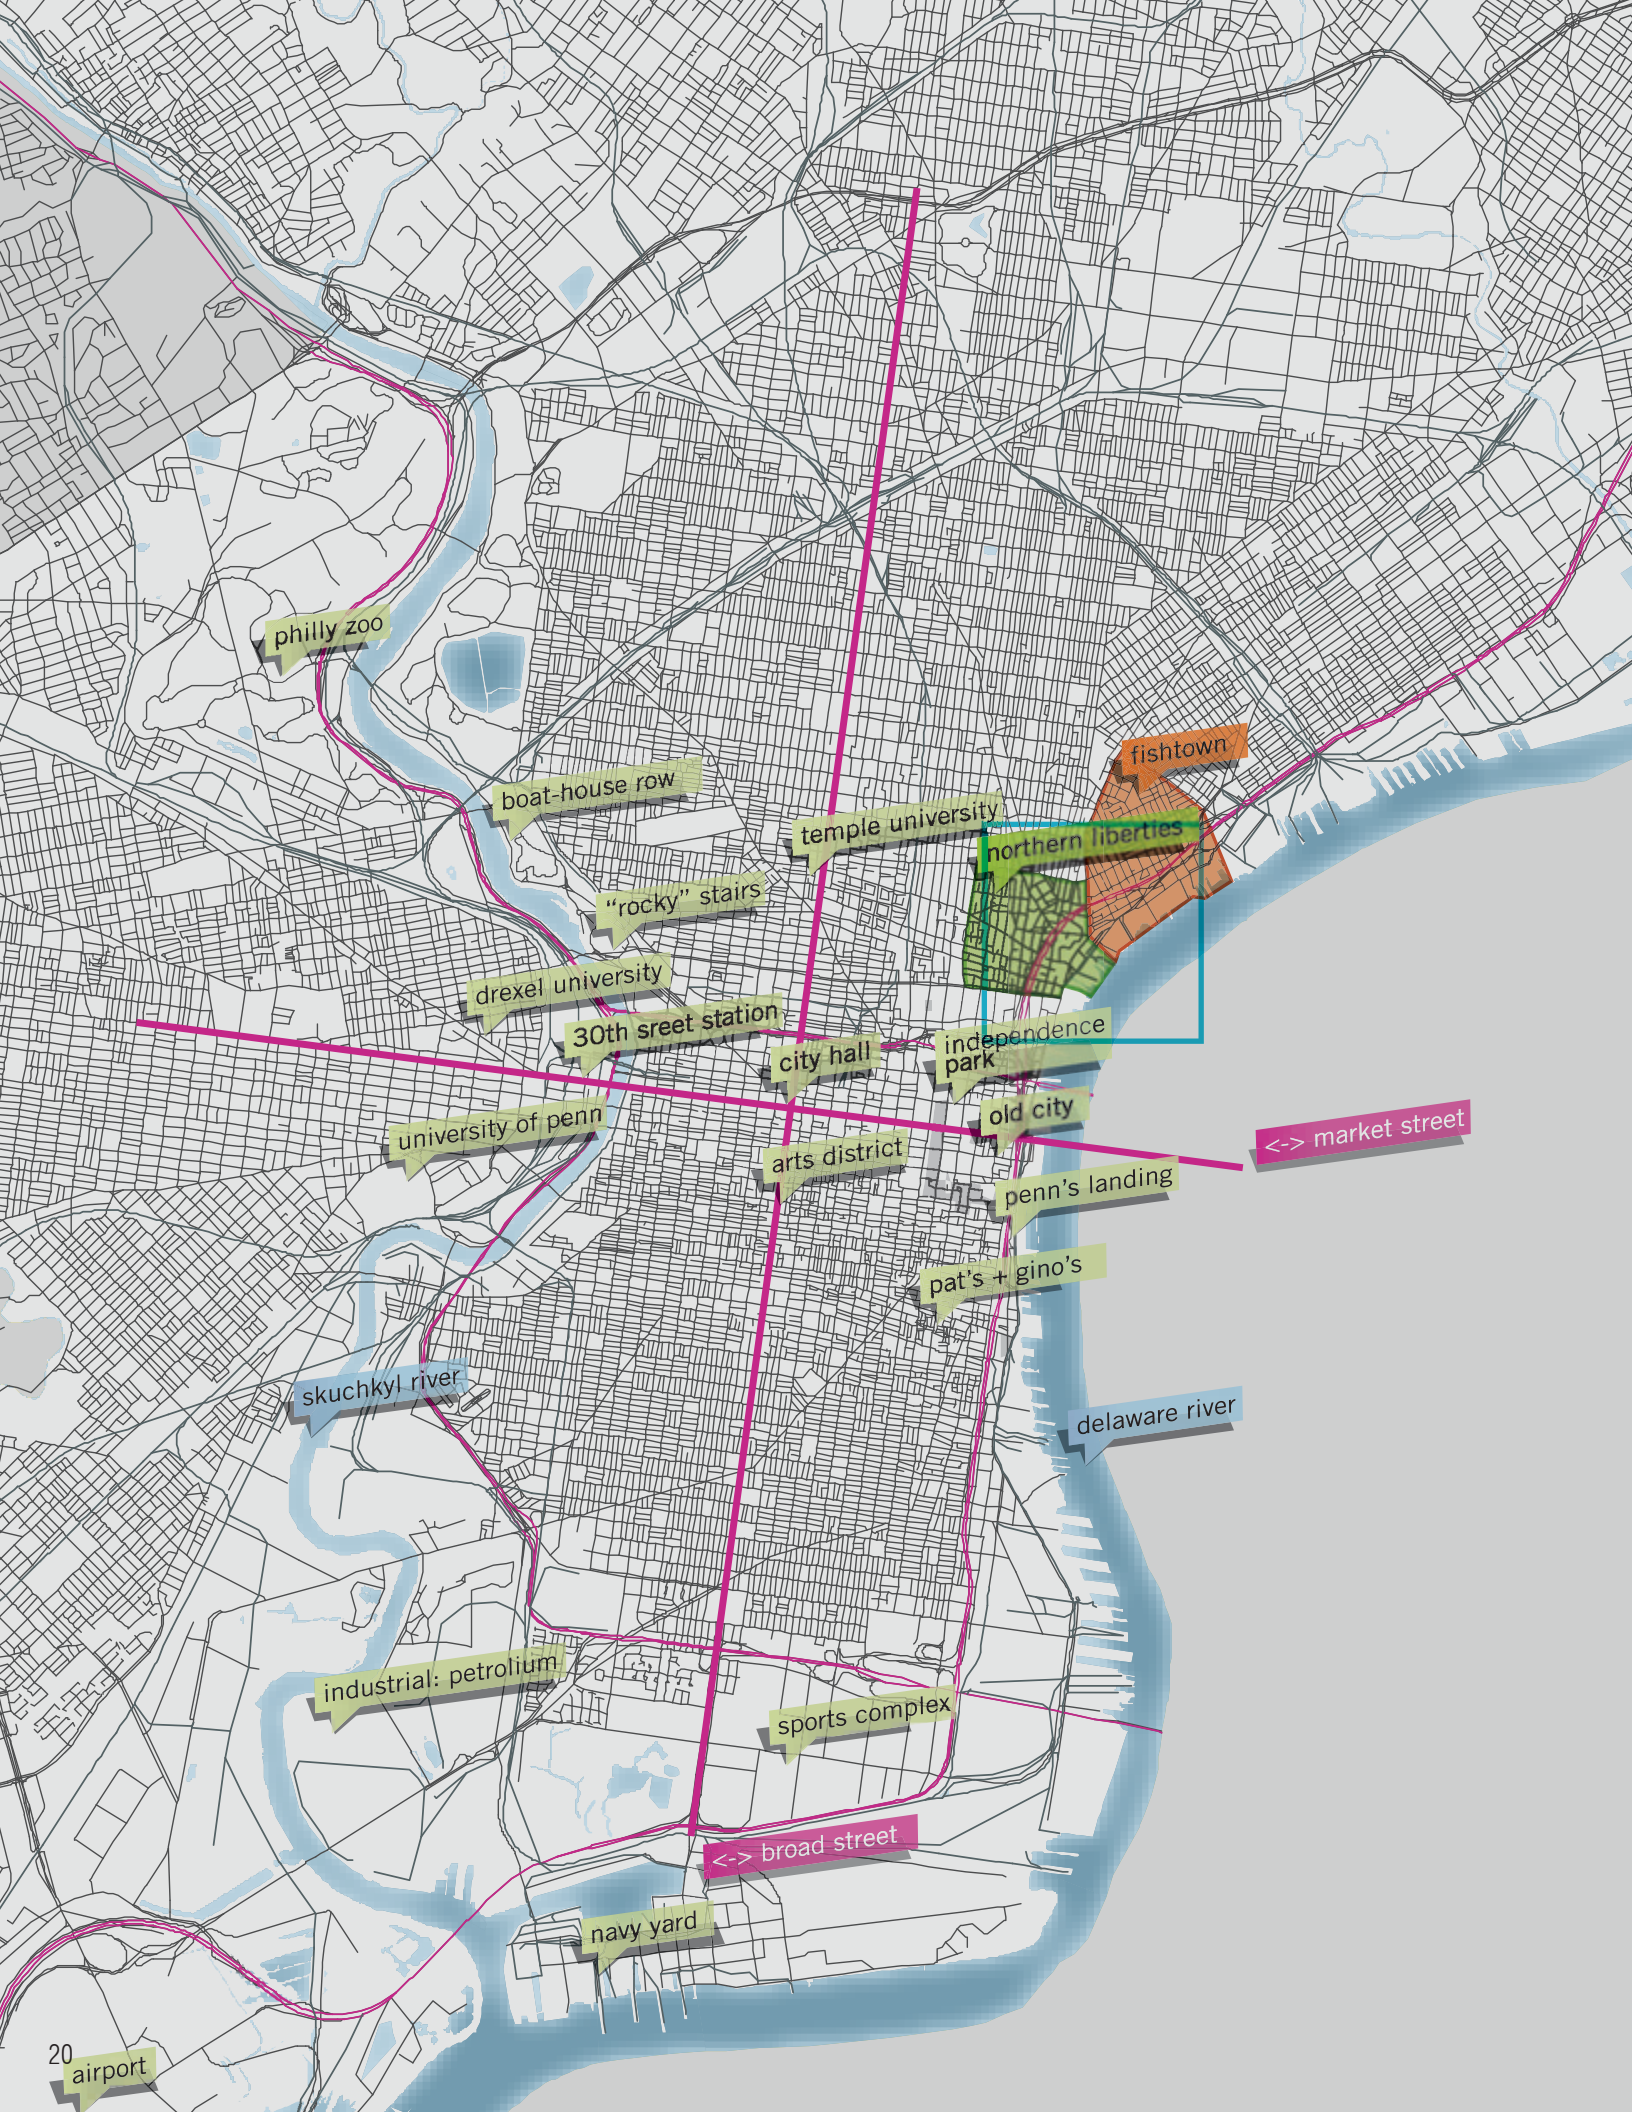 philly zoo
fishtown
boat-house row
temple university
northern liberties
"rocky" stairs
drexel university
30th sreet station
independence
park
city hall
old city
university of penn
<-> market street
arts district
penn's landing
pat's + gino's
skuchkyl river
delaware river
industrial: petrolium
sports complex
<-> broad street
navy yard
20
airport